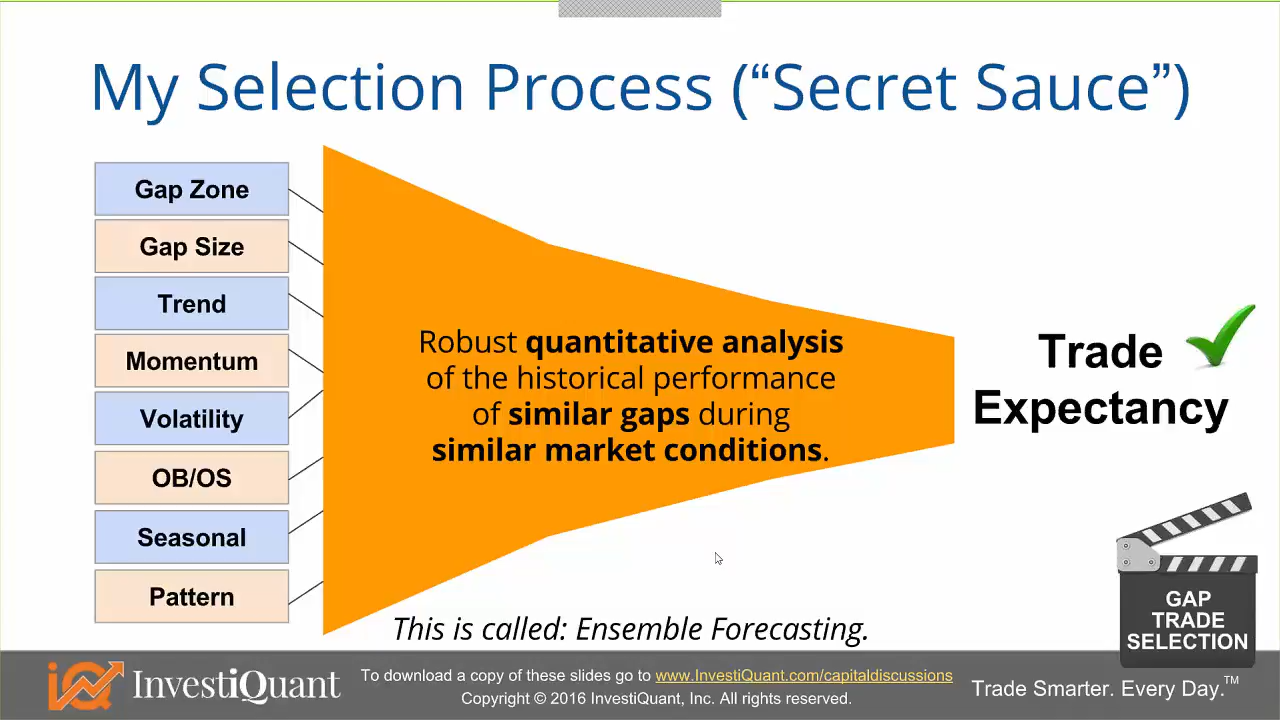 My Selection Process (“Secret Sauce”)
Gap Zone
Gap Size
Trend
Momentum
Volatility
OB/OS
Seasonal
Pattern
Robust quantitative analysis
of the historical performance
of similar gaps during
similar market conditions.
Trade
Expectancy
This is called: Ensemble Forecasting.
GAP
TRADE
SELECTION
InvestiQuant
To download a copy of these slides go to www.InvestiQuant.com/capitaldiscussions
Copyright © 2016 InvestiQuant, Inc. All rights reserved.
Trade Smarter. Every Day.TM